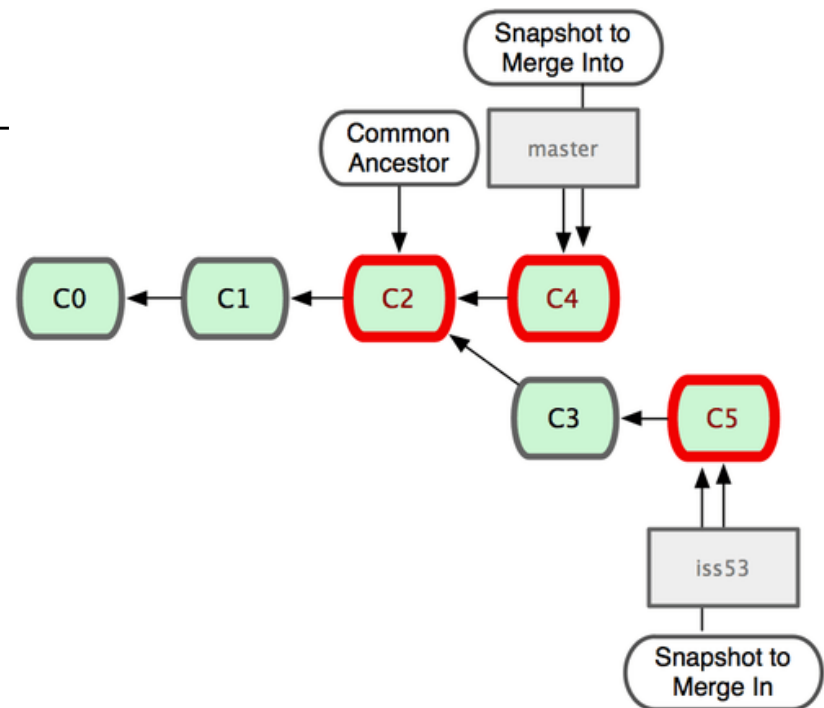 Snapshot to
Merge Into
Common
Ancestor
master
C0
C1
C2
C4
C3
C5
iss53
Snapshot to
Merge In